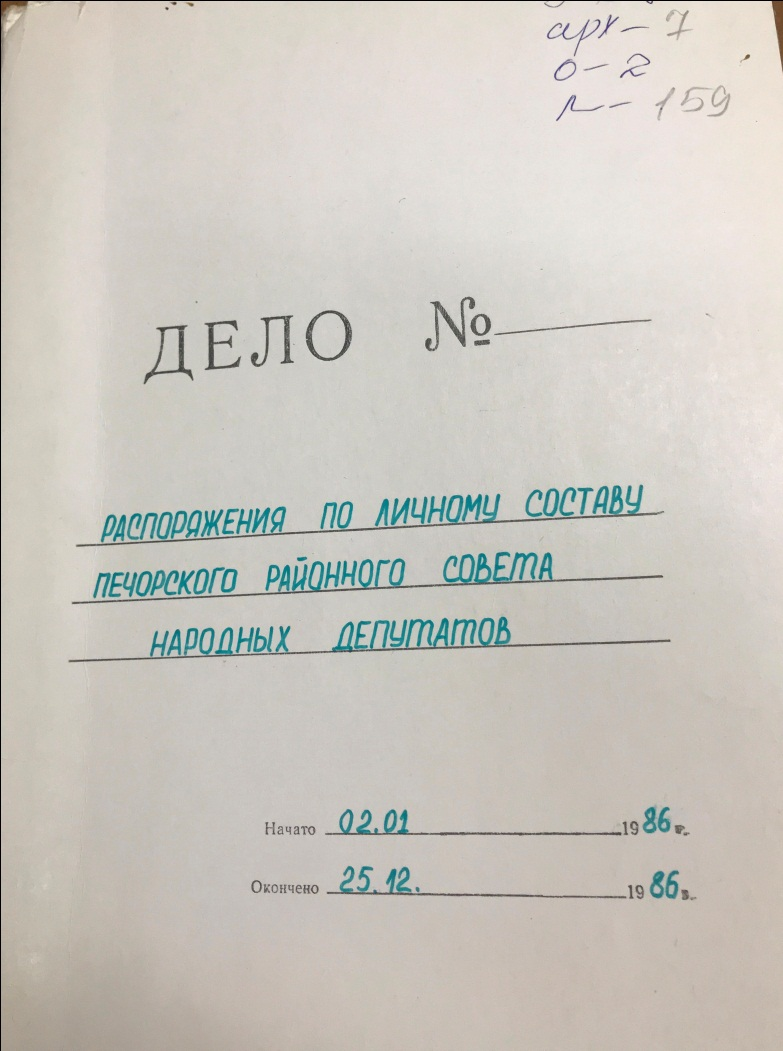 арх- 7
о- 2
л- 159
ДЕЛО №
РАСПОРЯЖЕНИЯ ПО ЛИЧНОМУ СОСТАВУ
ПЕЧОРСКОГО РАЙОННОГО СОВЕТА
НАРОДНЫХ ДЕПУТАТОВ
Начато 02.01 1986 г.
Окончено 25.12. 1986 г.